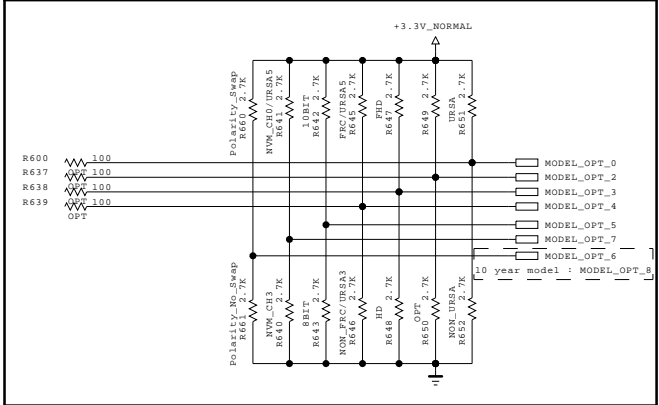 +3.3V_NORMAL
Polarity_Swap
R660 2.7K
NVM_CH0/URSA5
R641 2.7K
10BIT
R642 2.7K
FRC/URSA5
R645 2.7K
FHD
R647 2.7K
R649 2.7K
URSA
R651 2.7K
R600 100
R637 OPT 100
R638 OPT 100
R639 100
OPT
MODEL_OPT_0
MODEL_OPT_2
MODEL_OPT_3
MODEL_OPT_4
MODEL_OPT_5
MODEL_OPT_7
MODEL_OPT_6
10 year model : MODEL_OPT_8
Polarity_No_Swap
R661 2.7K
NVM_CH3
R640 2.7K
8BIT
R643 2.7K
NON_FRC/URSA3
R646 2.7K
HD
R648 2.7K
OPT
R650 2.7K
NON_URSA
R652 2.7K